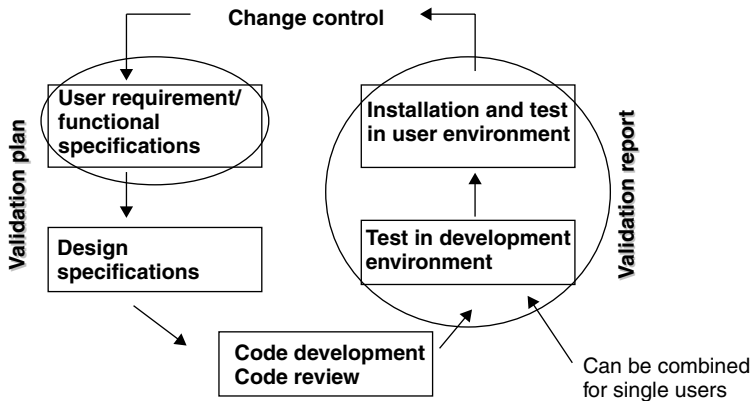 Change control
User requirement/
functional
specifications
Validation plan
Design
specifications
Code development
Code review
Test in development
environment
Installation and test
in user environment
Validation report
Can be combined
for single users